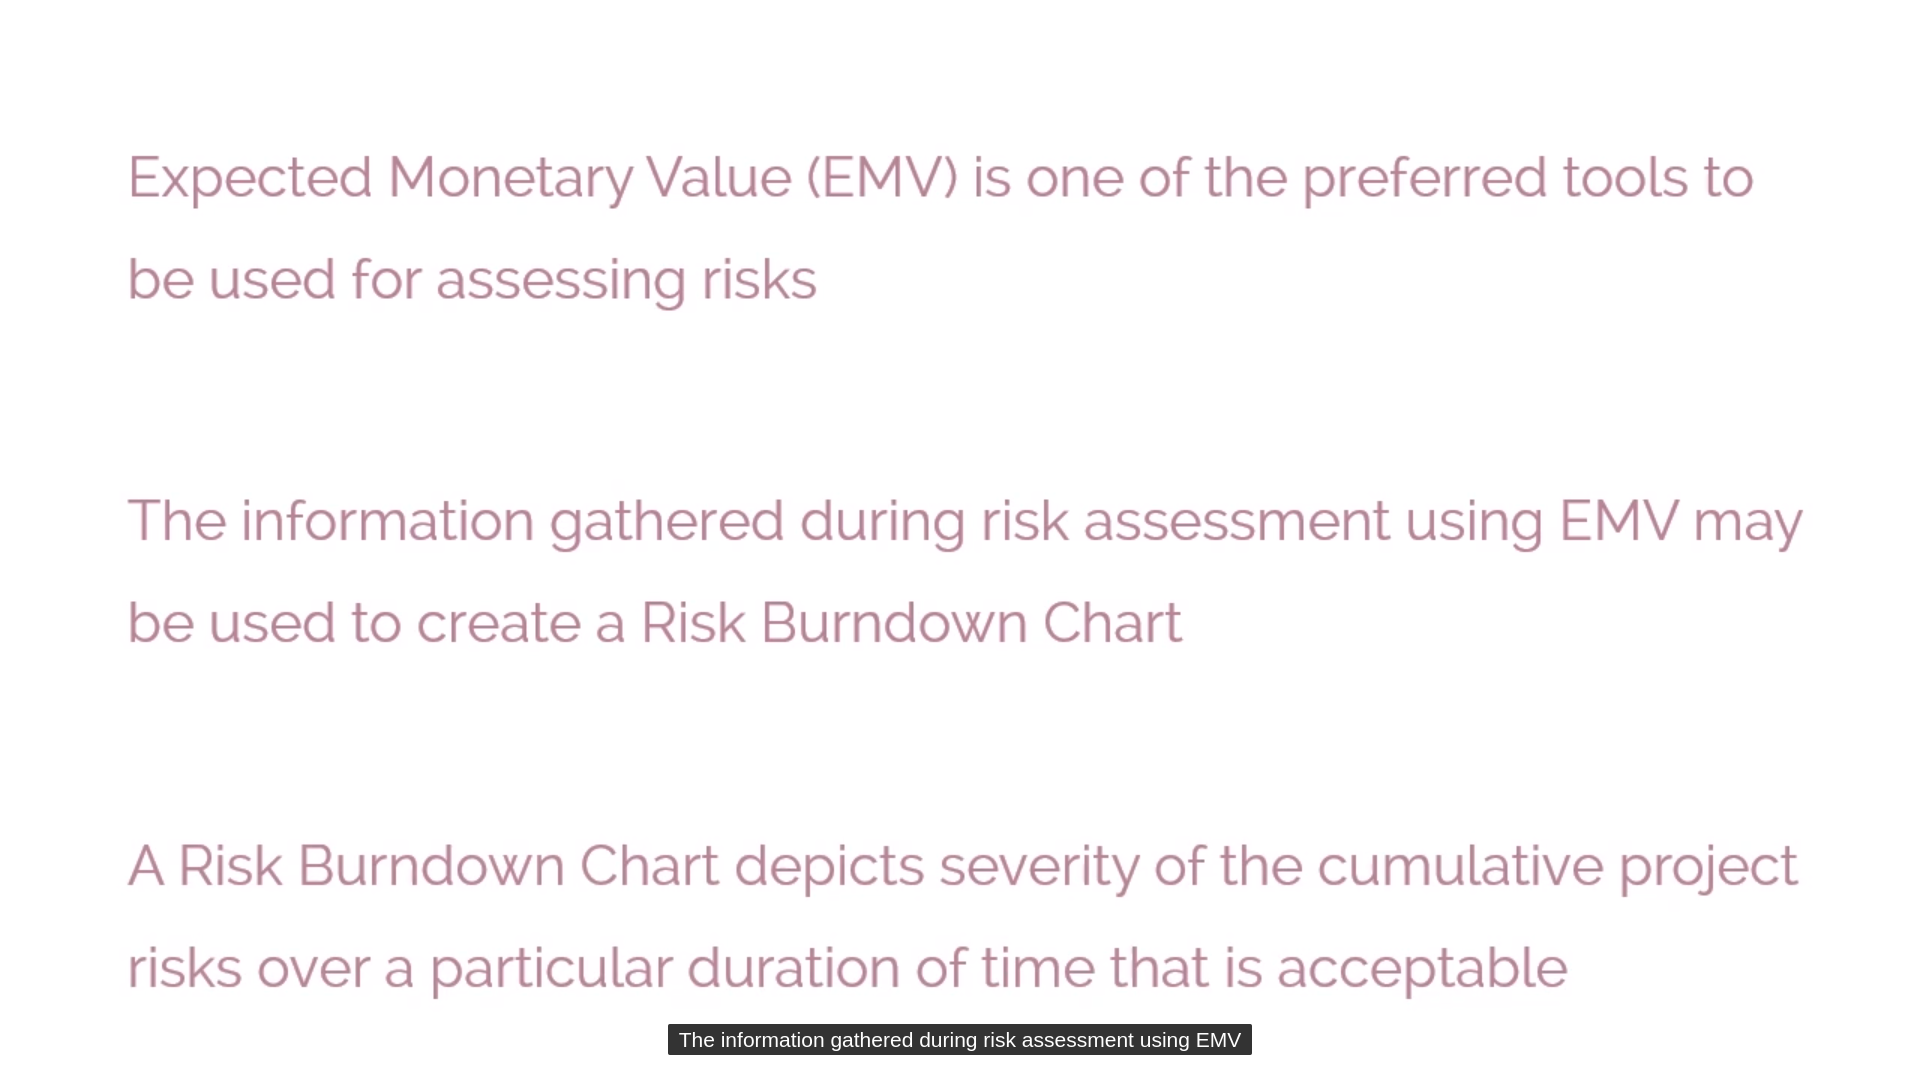 Expected Monetary Value (EMV) is one of the preferred tools to
be used for assessing risks
The information gathered during risk assessment using EMV may
be used to create a Risk Burndown Chart
A Risk Burndown Chart depicts severity of the cumulative project
risks over a particular duration of time that is acceptable
The information gathered during risk assessment using EMV